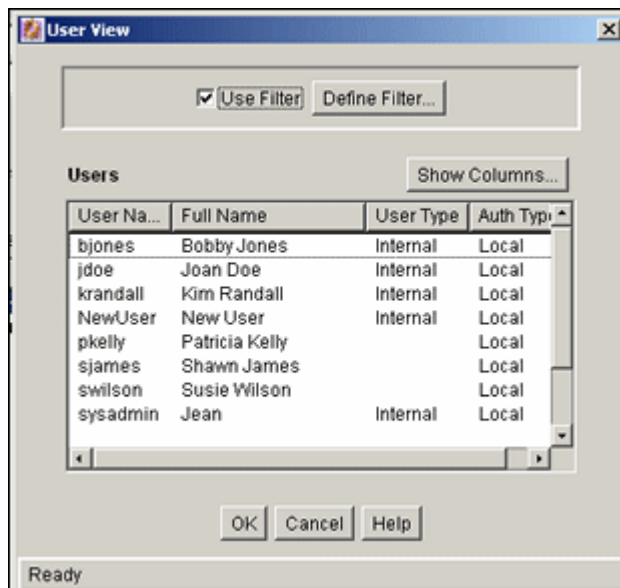 User View
Use Filter Define Filter...
Users Show Columns...
User Na... Full Name User Type Auth Typ
bjones Bobby Jones Internal Local
jdoe Joan Doe Internal Local
krandall Kim Randall Internal Local
NewUser New User Internal Local
pkelly Patricia Kelly Local
sjames Shawn James Local
swilson Susie Wilson Local
sysadmin Jean Internal Local
OK Cancel Help
Ready